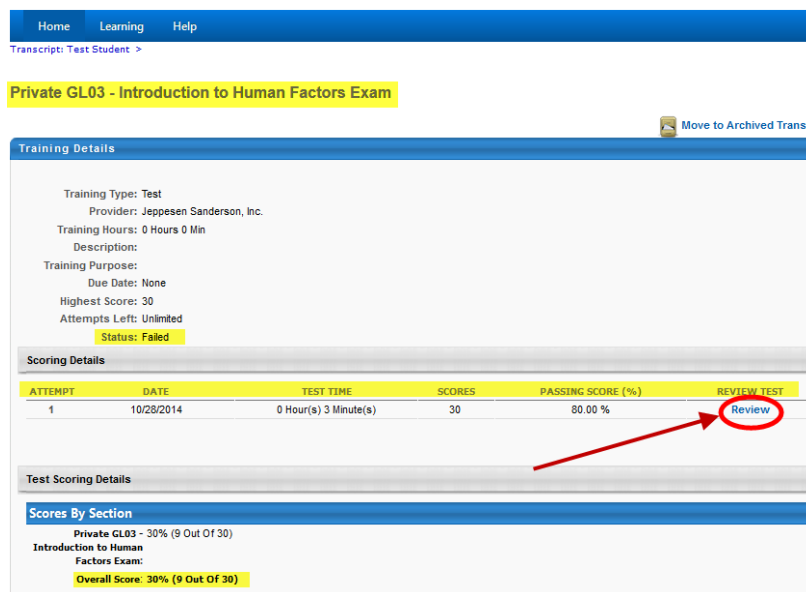 Home Learning Help
Transcript: Test Student >
Private GL03 - Introduction to Human Factors Exam
Move to Archived Trans
Training Details
Training Type: Test
Provider: Jeppesen Sanderson, Inc.
Training Hours: 0 Hours 0 Min
Description:
Training Purpose:
Due Date: None
Highest Score: 30
Attempts Left: Unlimited
Status: Failed
Scoring Details
ATTEMPT DATE TEST TIME SCORES PASSING SCORE (%) REVIEW TEST
1 10/28/2014 0 Hour(s) 3 Minute(s) 30 80.00 % Review
Test Scoring Details
Scores By Section
Private GL03 - 30% (9 Out Of 30)
Introduction to Human
Factors Exam:
Overall Score: 30% (9 Out Of 30)